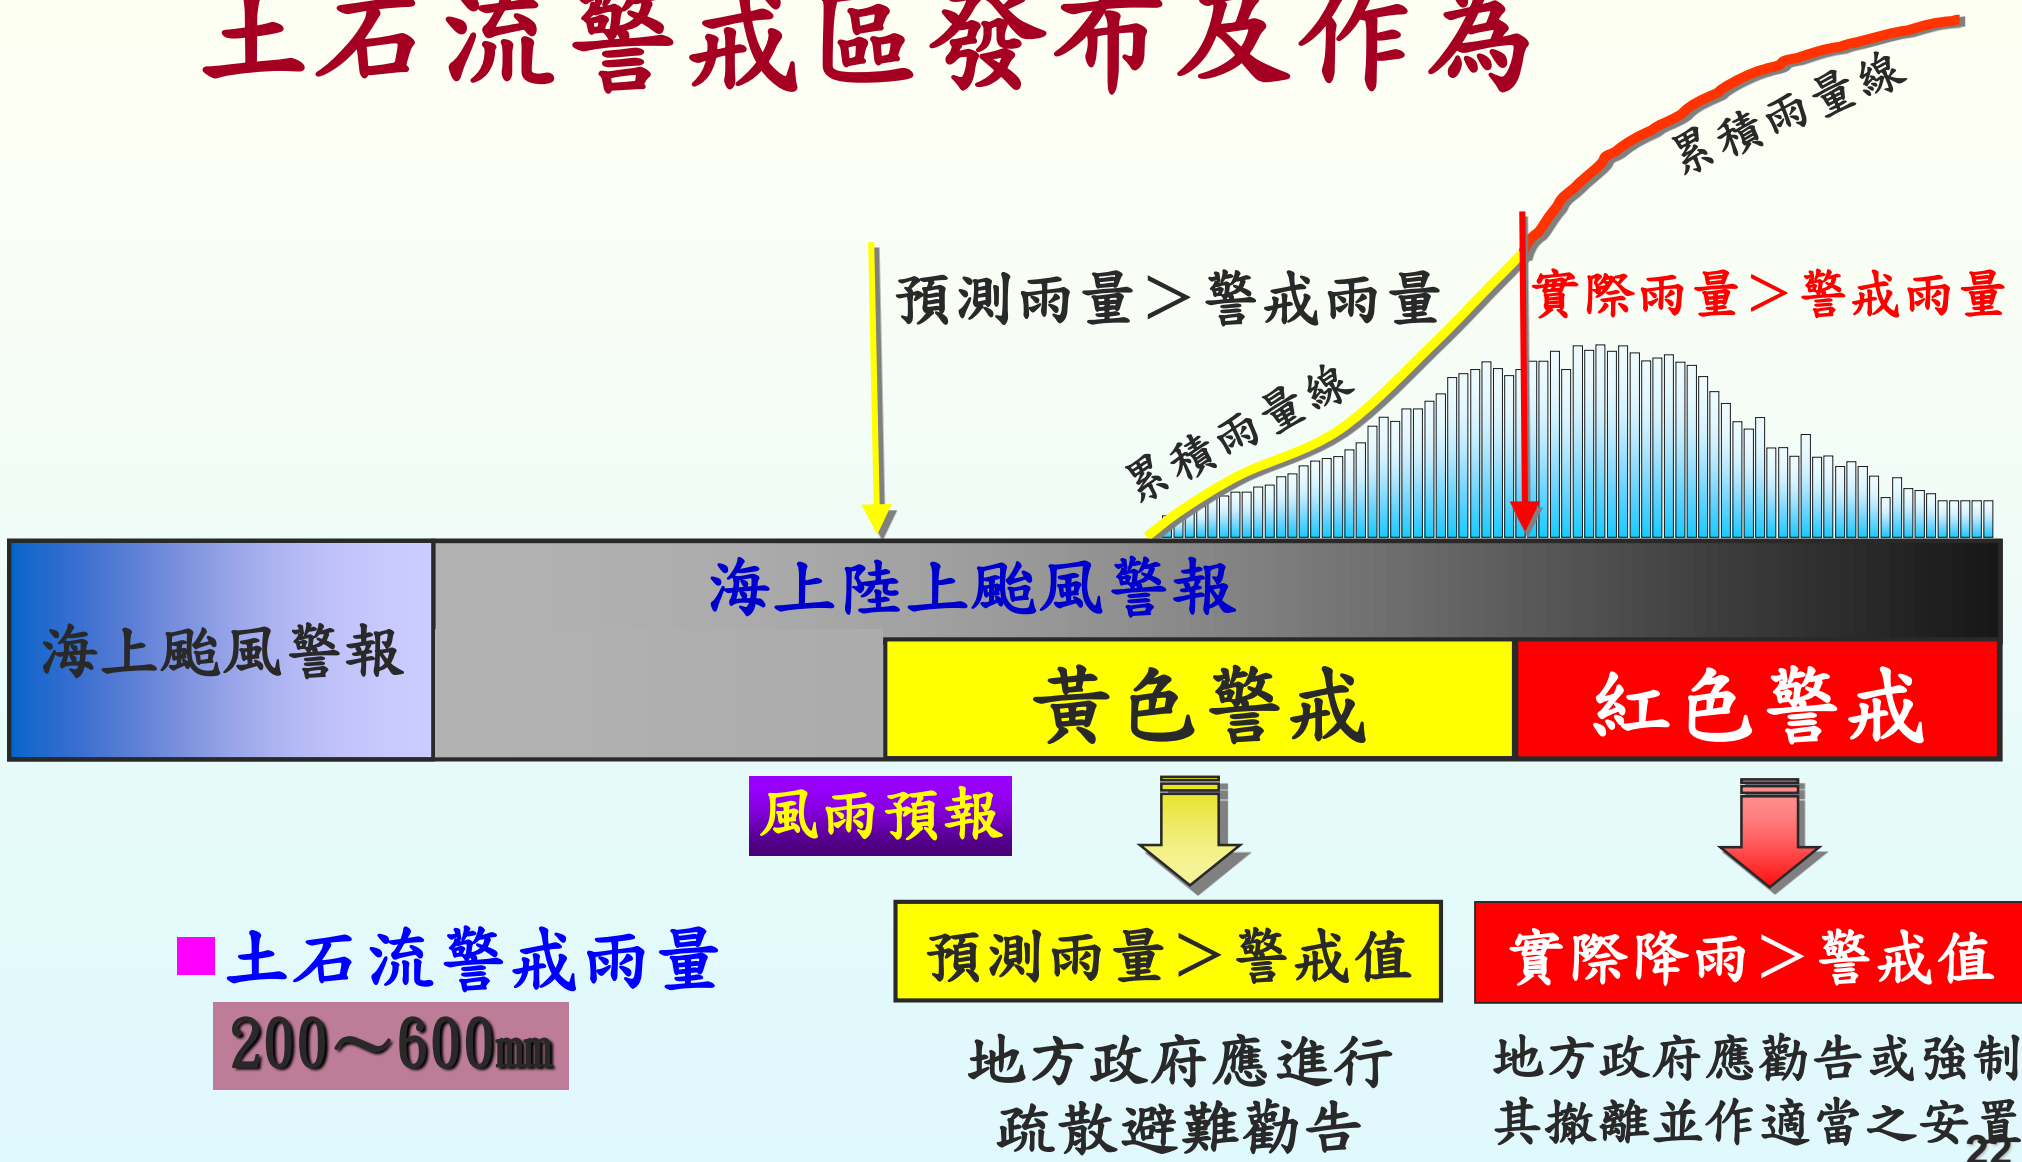 土石流警戒區發布及作為
累積雨量線
預測雨量＞警戒雨量
實際雨量＞警戒雨量
累積雨量線
海上陸上颱風警報
海上颱風警報
黃色警戒
紅色警戒
風雨預報
■土石流警戒雨量
200～600mm
預測雨量＞警戒值
實際降雨＞警戒值
地方政府應進行
疏散避難勸告
地方政府應勸告或強制
其撤離並作適當之安置
22